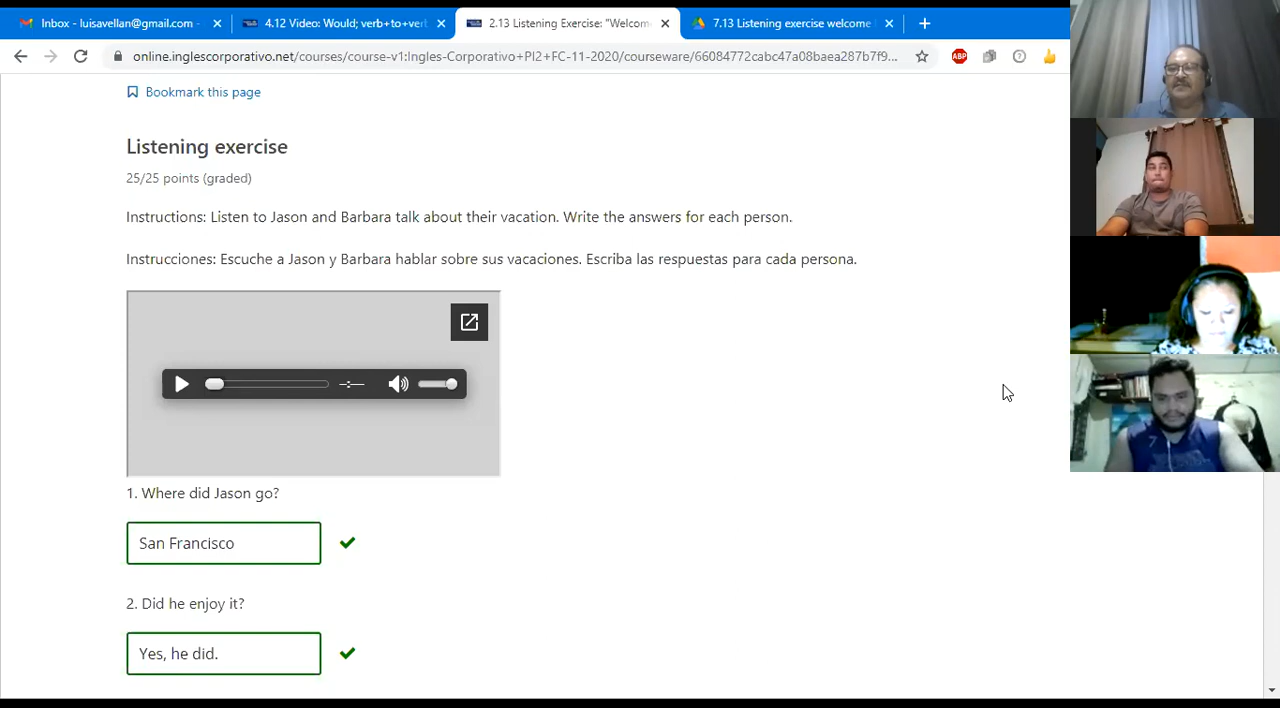 Inbox - luisavellan@gmail.com -
4.12 Video: Would; verb+to+verb
2.13 Listening Exercise: "Welcom
7.13 Listening exercise welcome
online.inglescorporativo.net/courses/course-v1:Ingles-Corporativo+PI2+FC-11-2020/courseware/66084772cabc47a08baea287b7f9...
ABP
Bookmark this page
Listening exercise
25/25 points (graded)
Instructions: Listen to Jason and Barbara talk about their vacation. Write the answers for each person.
Instrucciones: Escuche a Jason y Barbara hablar sobre sus vacaciones. Escriba las respuestas para cada persona.
-:--
1. Where did Jason go?
San Francisco
2. Did he enjoy it?
Yes, he did.